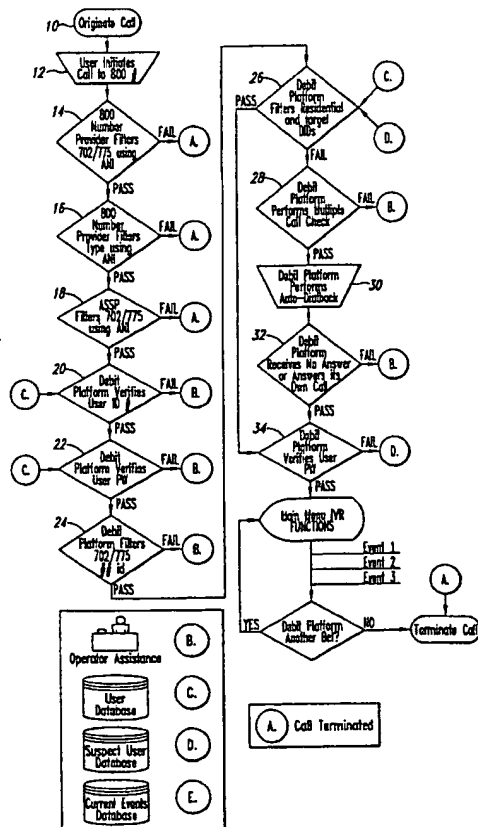 10
Originate Call
12
User Initiates
Call to 800 #
14
800
Number
Provider Filters
702/775 using
ANI
FAIL
A.
PASS
16
800
Number
Provider Filters
Type using
ANI
FAIL
A.
PASS
18
ASSP
Filters 702/775
using ANI
FAIL
A.
PASS
20
C.
Debit
Platform Verifies
User ID #
FAIL
B.
PASS
22
C.
Debit
Platform Verifies
User PW
FAIL
B.
PASS
24
Debit
Platform Filters
702/775
## id
FAIL
B.
PASS
26
Debit
Platform
Filters Residential
and target
DIDs
C.
D.
PASS
FAIL
28
Debit
Platform
Performs Multiple
Call Check
FAIL
B.
PASS
Debit Platform
Performs
Auto-Dialback
30
32
Debit
Platform
Receives No Answer
or Answers its
Own Call
FAIL
B.
PASS
34
Debit
Platform
Verifies User
PW
FAIL
D.
PASS
Main Menu IVR
FUNCTIONS
Event 1
Event 2
Event 3
YES
Debit Platform
Another Bet?
NO
A.
Terminate Call
Operator Assistance
B.
User
Database
C.
Suspect User
Database
D.
Current Events
Database
E.
A.
Call Terminated